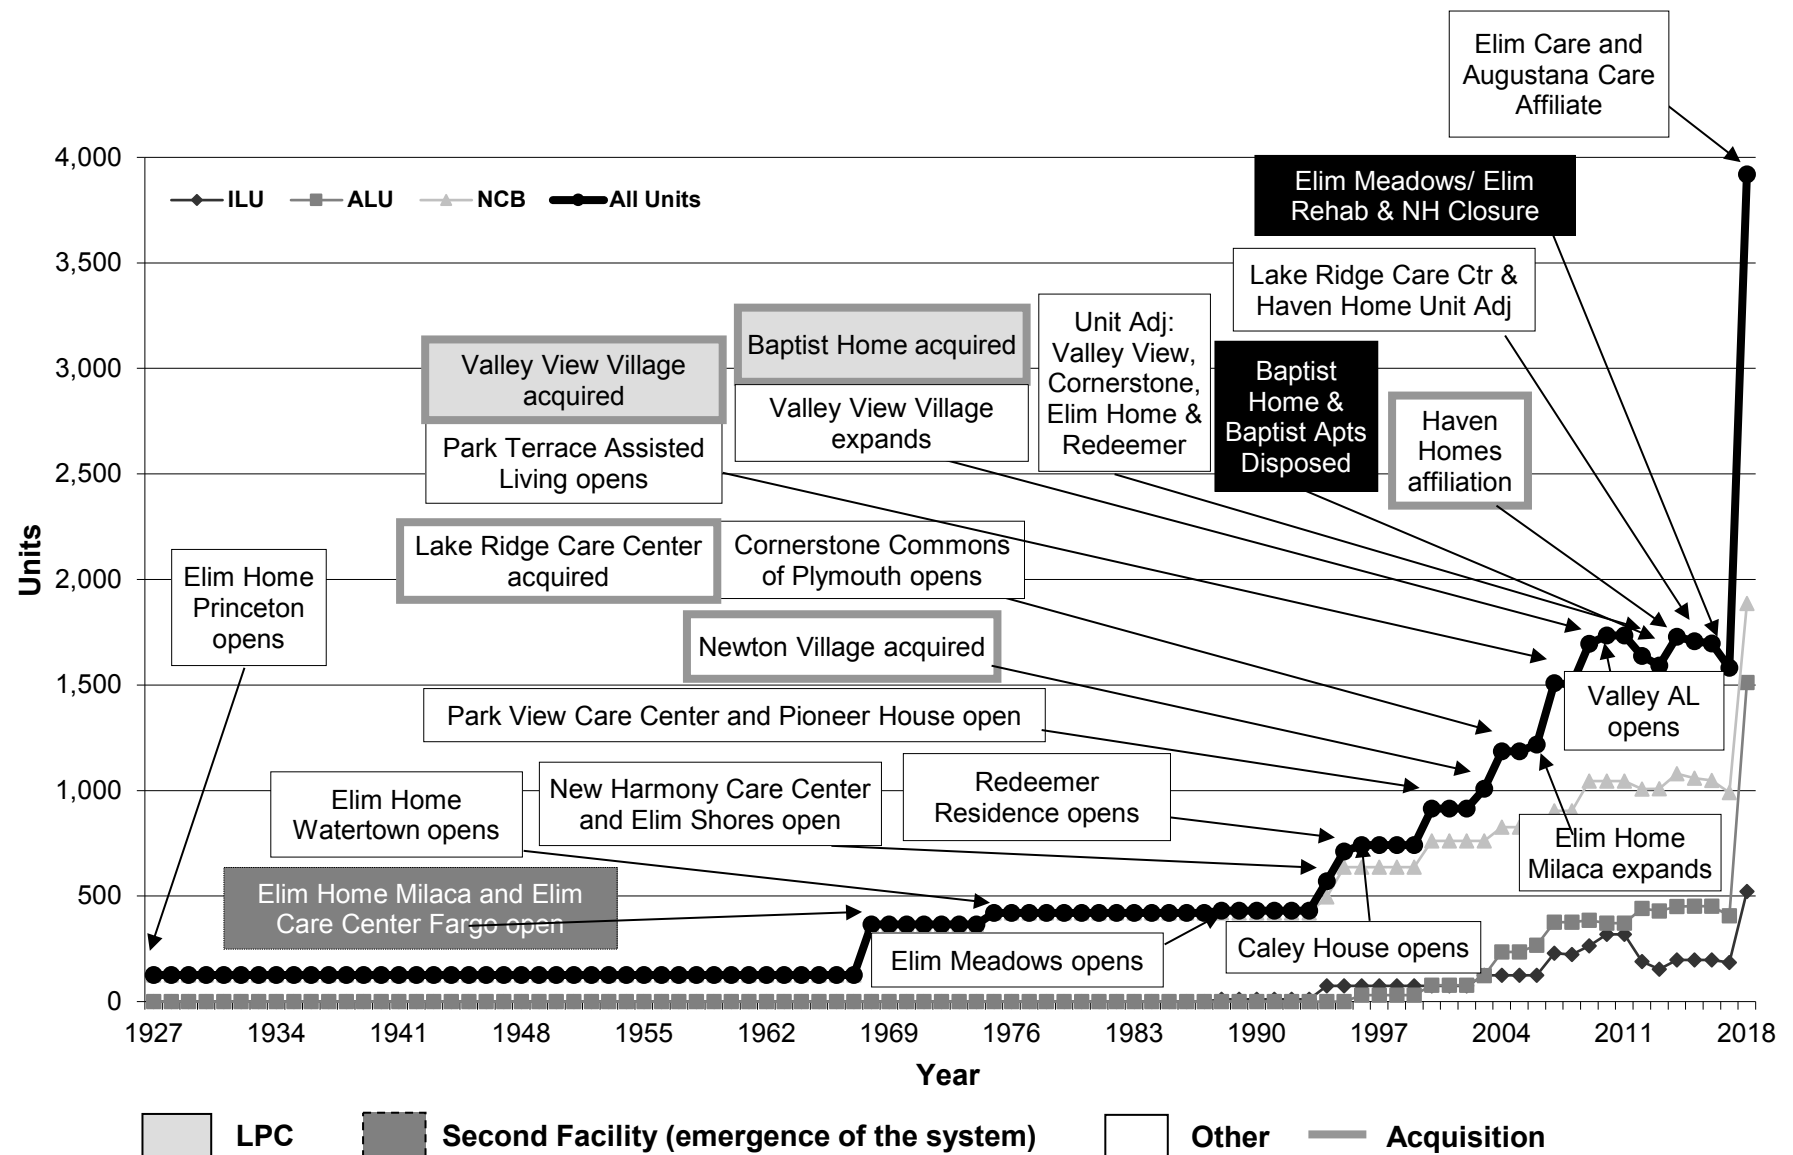 Elim Care and
Augustana Care
Affiliate
4,000
Elim Meadows/ Elim
Rehab & NH Closure
ILU
ALU
NCB
All Units
3,500
Lake Ridge Care Ctr &
Haven Home Unit Adj
Unit Adj:
Valley View,
Cornerstone,
Elim Home &
Redeemer
Baptist Home acquired
3,000
Valley View Village
acquired
Baptist
Home &
Baptist Apts
Disposed
Valley View Village
expands
Haven
Homes
affiliation
Park Terrace Assisted
Living opens
2,500
Lake Ridge Care Center
acquired
Cornerstone Commons
of Plymouth opens
Units
2,000
Elim Home
Princeton
opens
Newton Village acquired
1,500
Valley AL
opens
Park View Care Center and Pioneer House open
1,000
Elim Home
Watertown opens
New Harmony Care Center
and Elim Shores open
Redeemer
Residence opens
Elim Home
Milaca expands
500
Elim Home Milaca and Elim
Care Center Fargo open
Elim Meadows opens
Caley House opens
0
1927 1934 1941 1948 1955 1962 1969 1976 1983 1990 1997 2004 2011 2018
Year
LPC
Second Facility (emergence of the system)
Other
Acquisition